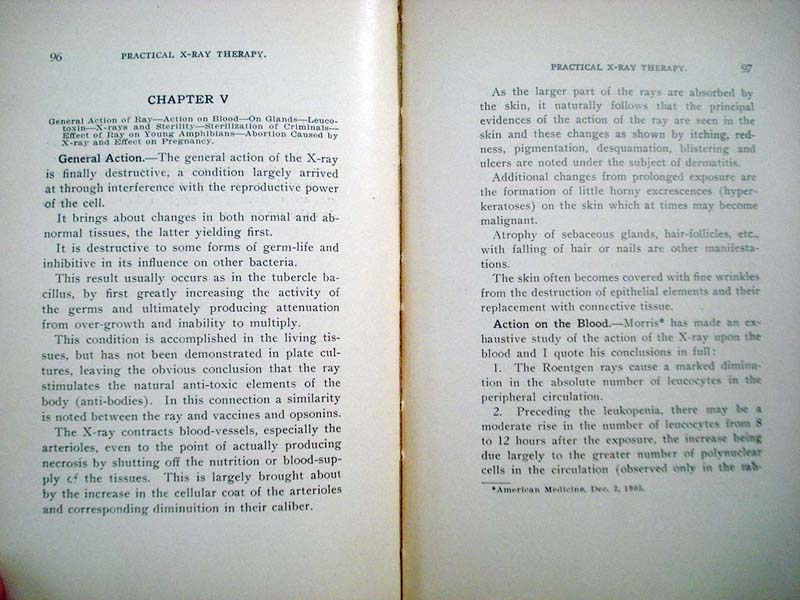 96
PRACTICAL X-RAY THERAPY.
CHAPTER V
General Action of Ray—Action on Blood—On Glands—Leuco-
toxin—X-rays and Sterility—Sterilization of Criminals—
Effect of Ray on Young Amphibians—Abortion Caused by
X-ray and Effect on Pregnancy.
General Action.—The general action of the X-ray
is finally destructive, a condition largely arrived
at through interference with the reproductive power
of the cell.
It brings about changes in both normal and ab-
normal tissues, the latter yielding first.
It is destructive to some forms of germ-life and
inhibitive in its influence on other bacteria.
This result usually occurs as in the tubercle ba-
cillus, by first greatly increasing the activity of
the germs and ultimately producing attenuation
from over-growth and inability to multiply.
This condition is accomplished in the living tis-
sues, but has not been demonstrated in plate cul-
tures, leaving the obvious conclusion that the ray
stimulates the natural anti-toxic elements of the
body (anti-bodies). In this connection a similarity
is noted between the ray and vaccines and opsonins.
The X-ray contracts blood-vessels, especially the
arterioles, even to the point of actually producing
necrosis by shutting off the nutrition or blood-sup-
ply of the tissues. This is largely brought about
by the increase in the cellular coat of the arterioles
and corresponding diminuition in their caliber.
PRACTICAL X-RAY THERAPY.
97
As the larger part of the rays are absorbed by
the skin, it naturally follows that the principal
evidences of the action of the ray are seen in the
skin and these changes as shown by itching, red-
ness, pigmentation, desquamation, blistering and
ulcers are noted under the subject of dermatitis.
Additional changes from prolonged exposure are
the formation of little horny excrescences (hyper-
keratoses) on the skin which at times may become
malignant.
Atrophy of sebaceous glands, hair-follicles, etc.,
with falling of hair or nails are other manifesta-
tions.
The skin often becomes covered with fine wrinkles
from the destruction of epithelial elements and their
replacement with connective tissue.
Action on the Blood.—Morris* has made an ex-
haustive study of the action of the X-ray upon the
blood and I quote his conclusions in full:
1. The Roentgen rays cause a marked diminu-
tion in the absolute number of leucocytes in the
peripheral circulation.
2. Preceding the leukopenia, there may be a
moderate rise in the number of leucocytes from 8
to 12 hours after the exposure, the increase being
due largely to the greater number of polynuclear
cells in the circulation (observed only in the rab-
*American Medicine, Dec. 2, 1905.